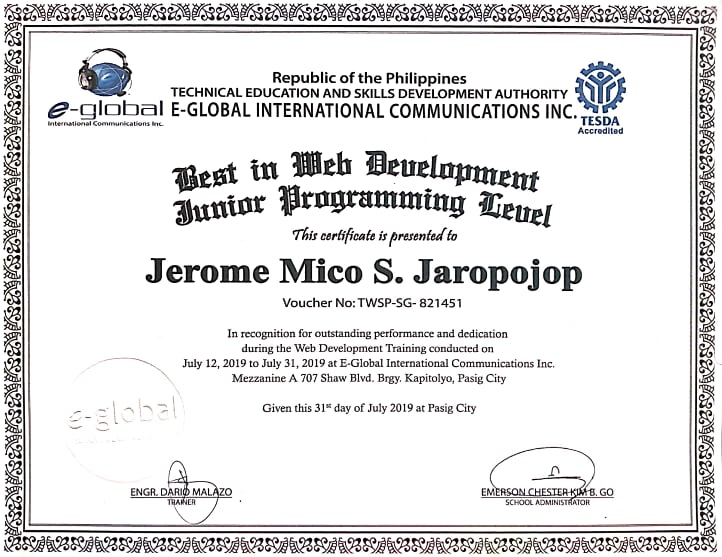 e-global
International Communications Inc.
Republic of the Philippines
TECHNICAL EDUCATION AND SKILLS DEVELOPMENT AUTHORITY
E-GLOBAL INTERNATIONAL COMMUNICATIONS INC.
TESDA
Accredited
Best in Web Development
Junior Programming Level
This certificate is presented to
Jerome Mico S. Jaropojop
Voucher No: TWSP-SG- 821451
In recognition for outstanding performance and dedication
during the Web Development Training conducted on
July 12, 2019 to July 31, 2019 at E-Global International Communications Inc.
Mezzanine A 707 Shaw Blvd. Brgy. Kapitolyo, Pasig City
Given this 31st day of July 2019 at Pasig City
e-global
ENGR. DARIO MALAZO
TRAINER
EMERSON CHESTER KIM B. GO
SCHOOL ADMINISTRATOR